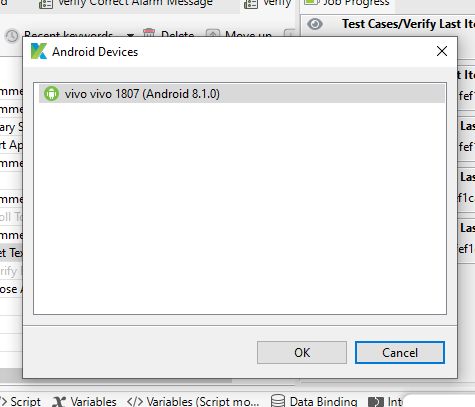 Verify Correct Alarm Message
Verify
Job Progress
Recent keywords
Delete
Move up
Test Cases/Verify Last Ite
Android Devices
vivo vivo 1807 (Android 8.1.0)
OK
Cancel
Script
Variables
</> Variables (Script mo...
Data Binding
Int